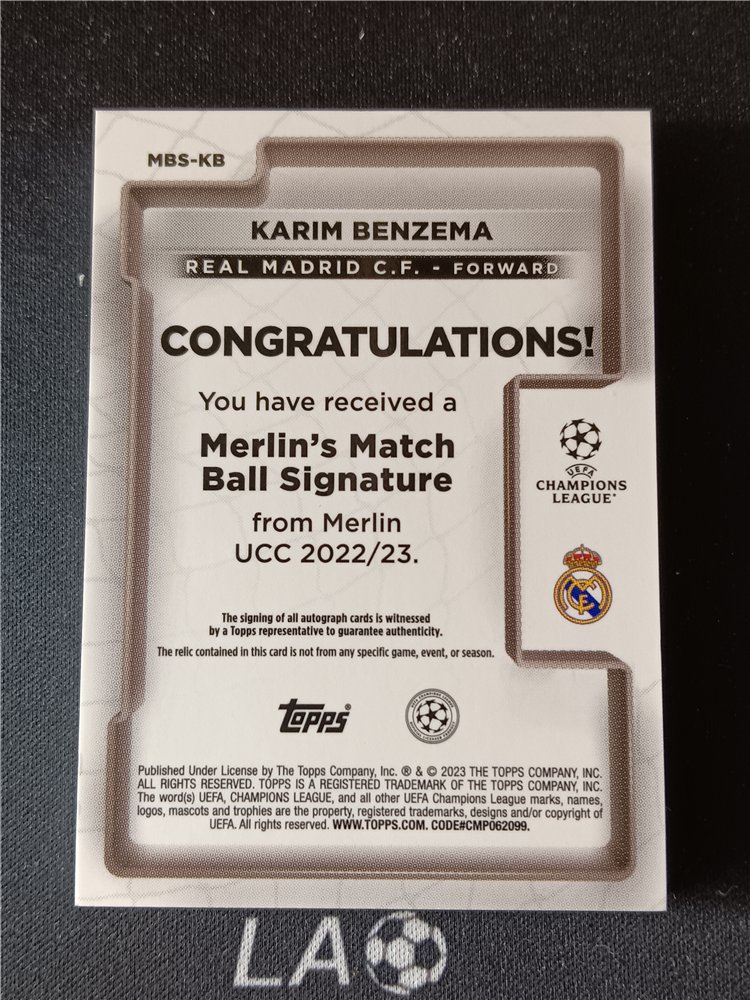 MBS-KB
KARIM BENZEMA
REAL MADRID C.F. - FORWARD
CONGRATULATIONS!
You have received a
Merlin's Match
Ball Signature
from Merlin
UCC 2022/23.
UEFA
CHAMPIONS
LEAGUE®
The signing of all autograph cards is witnessed
by a Topps representative to guarantee authenticity.
The relic contained in this card is not from any specific game, event, or season.
topps®
Published Under License by The Topps Company, Inc. ® & © 2023 THE TOPPS COMPANY, INC.
ALL RIGHTS RESERVED. TOPPS IS A REGISTERED TRADEMARK OF THE TOPPS COMPANY, INC.
The word(s) UEFA, CHAMPIONS LEAGUE, and all other UEFA Champions League marks, names,
logos, mascots and trophies are the property, registered trademarks, designs and/or copyright of
UEFA. All rights reserved. WWW.TOPPS.COM. CODE#CMP062099.
LA